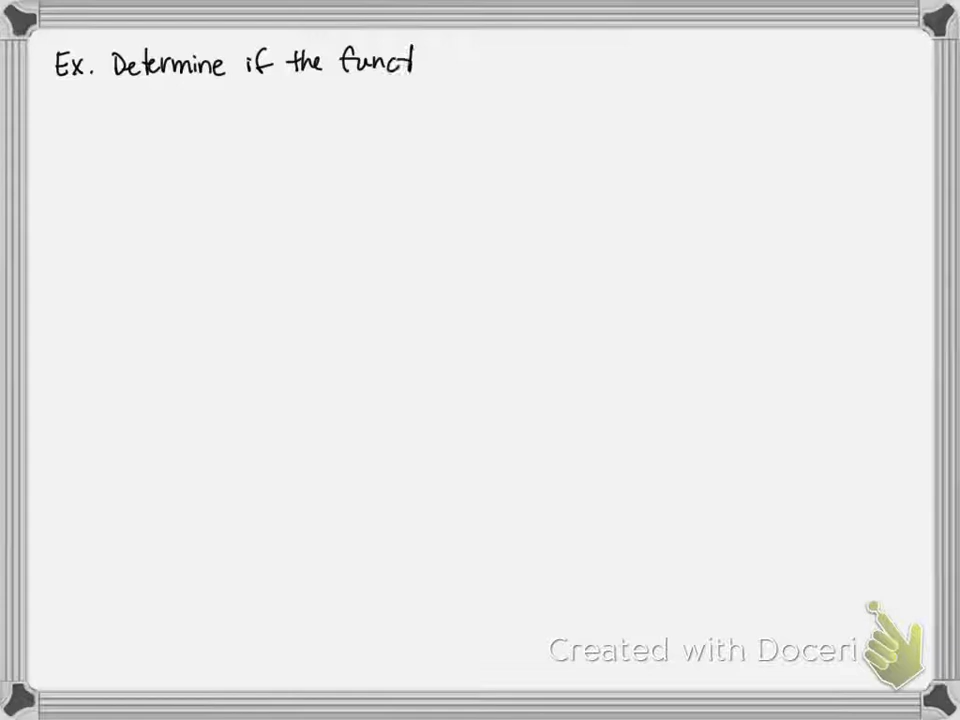 Ex. Determine if the funct
Created with Doceri